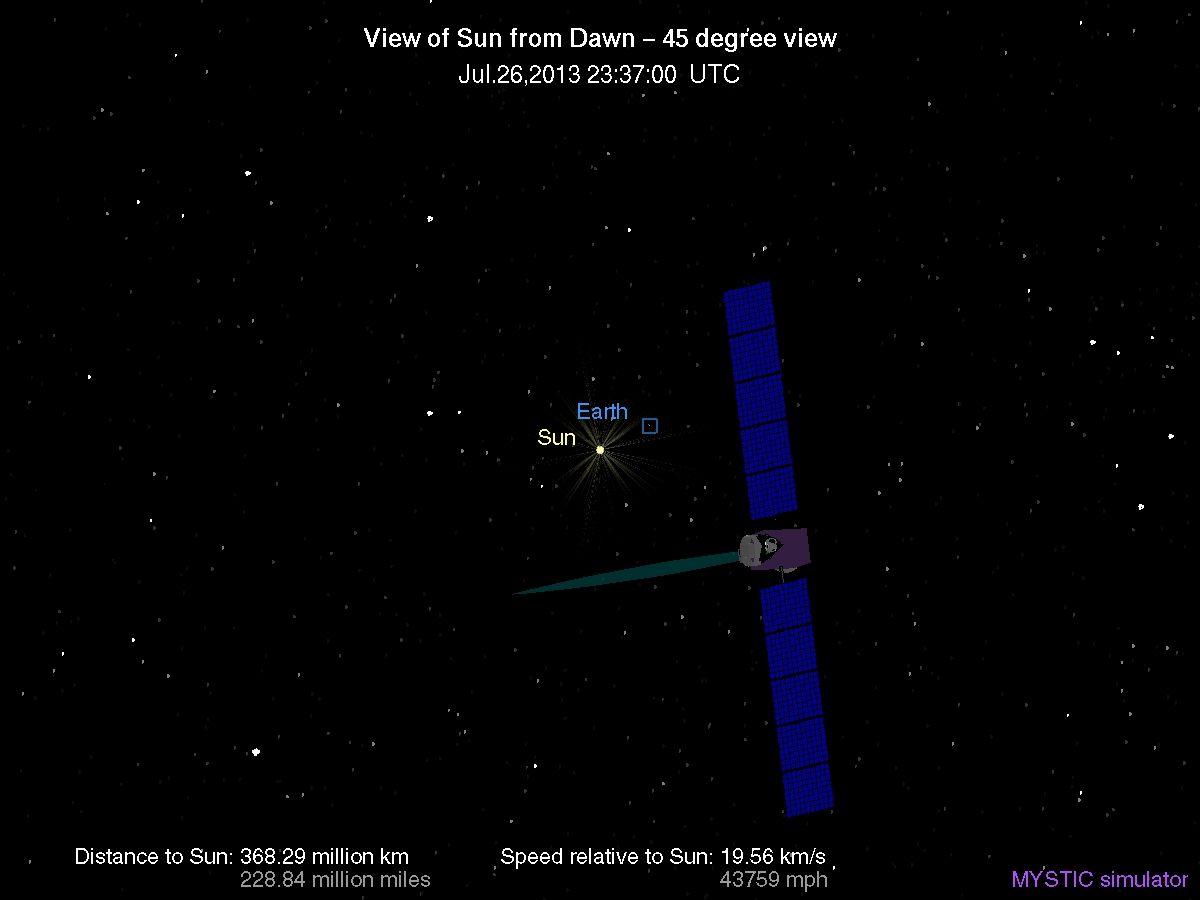 View of Sun from Dawn – 45 degree view
Jul.26,2013 23:37:00 UTC
Earth
Sun
Distance to Sun: 368.29 million km
228.84 million miles
Speed relative to Sun: 19.56 km/s
43759 mph
MYSTIC simulator